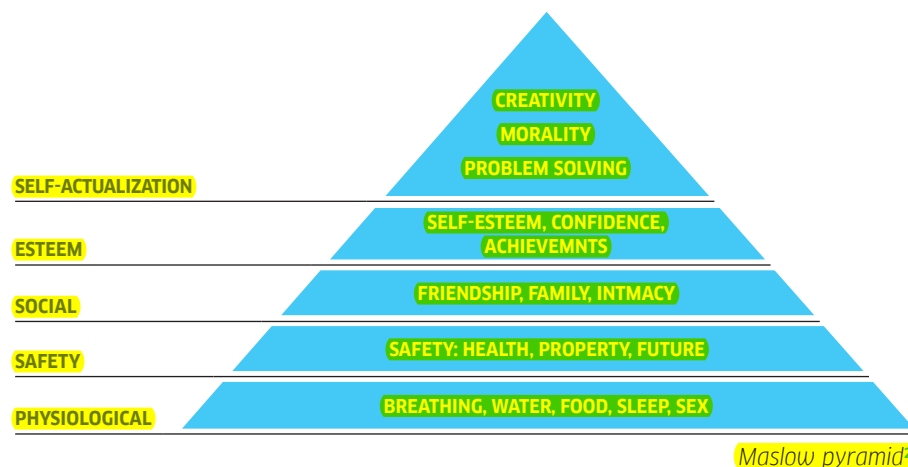 CREATIVITY
MORALITY
PROBLEM SOLVING
SELF-ACTUALIZATION
SELF-ESTEEM, CONFIDENCE,
ACHIEVEMNTS
ESTEEM
FRIENDSHIP, FAMILY, INTMACY
SOCIAL
SAFETY: HEALTH, PROPERTY, FUTURE
SAFETY
BREATHING, WATER, FOOD, SLEEP, SEX
PHYSIOLOGICAL
Maslow pyramid²